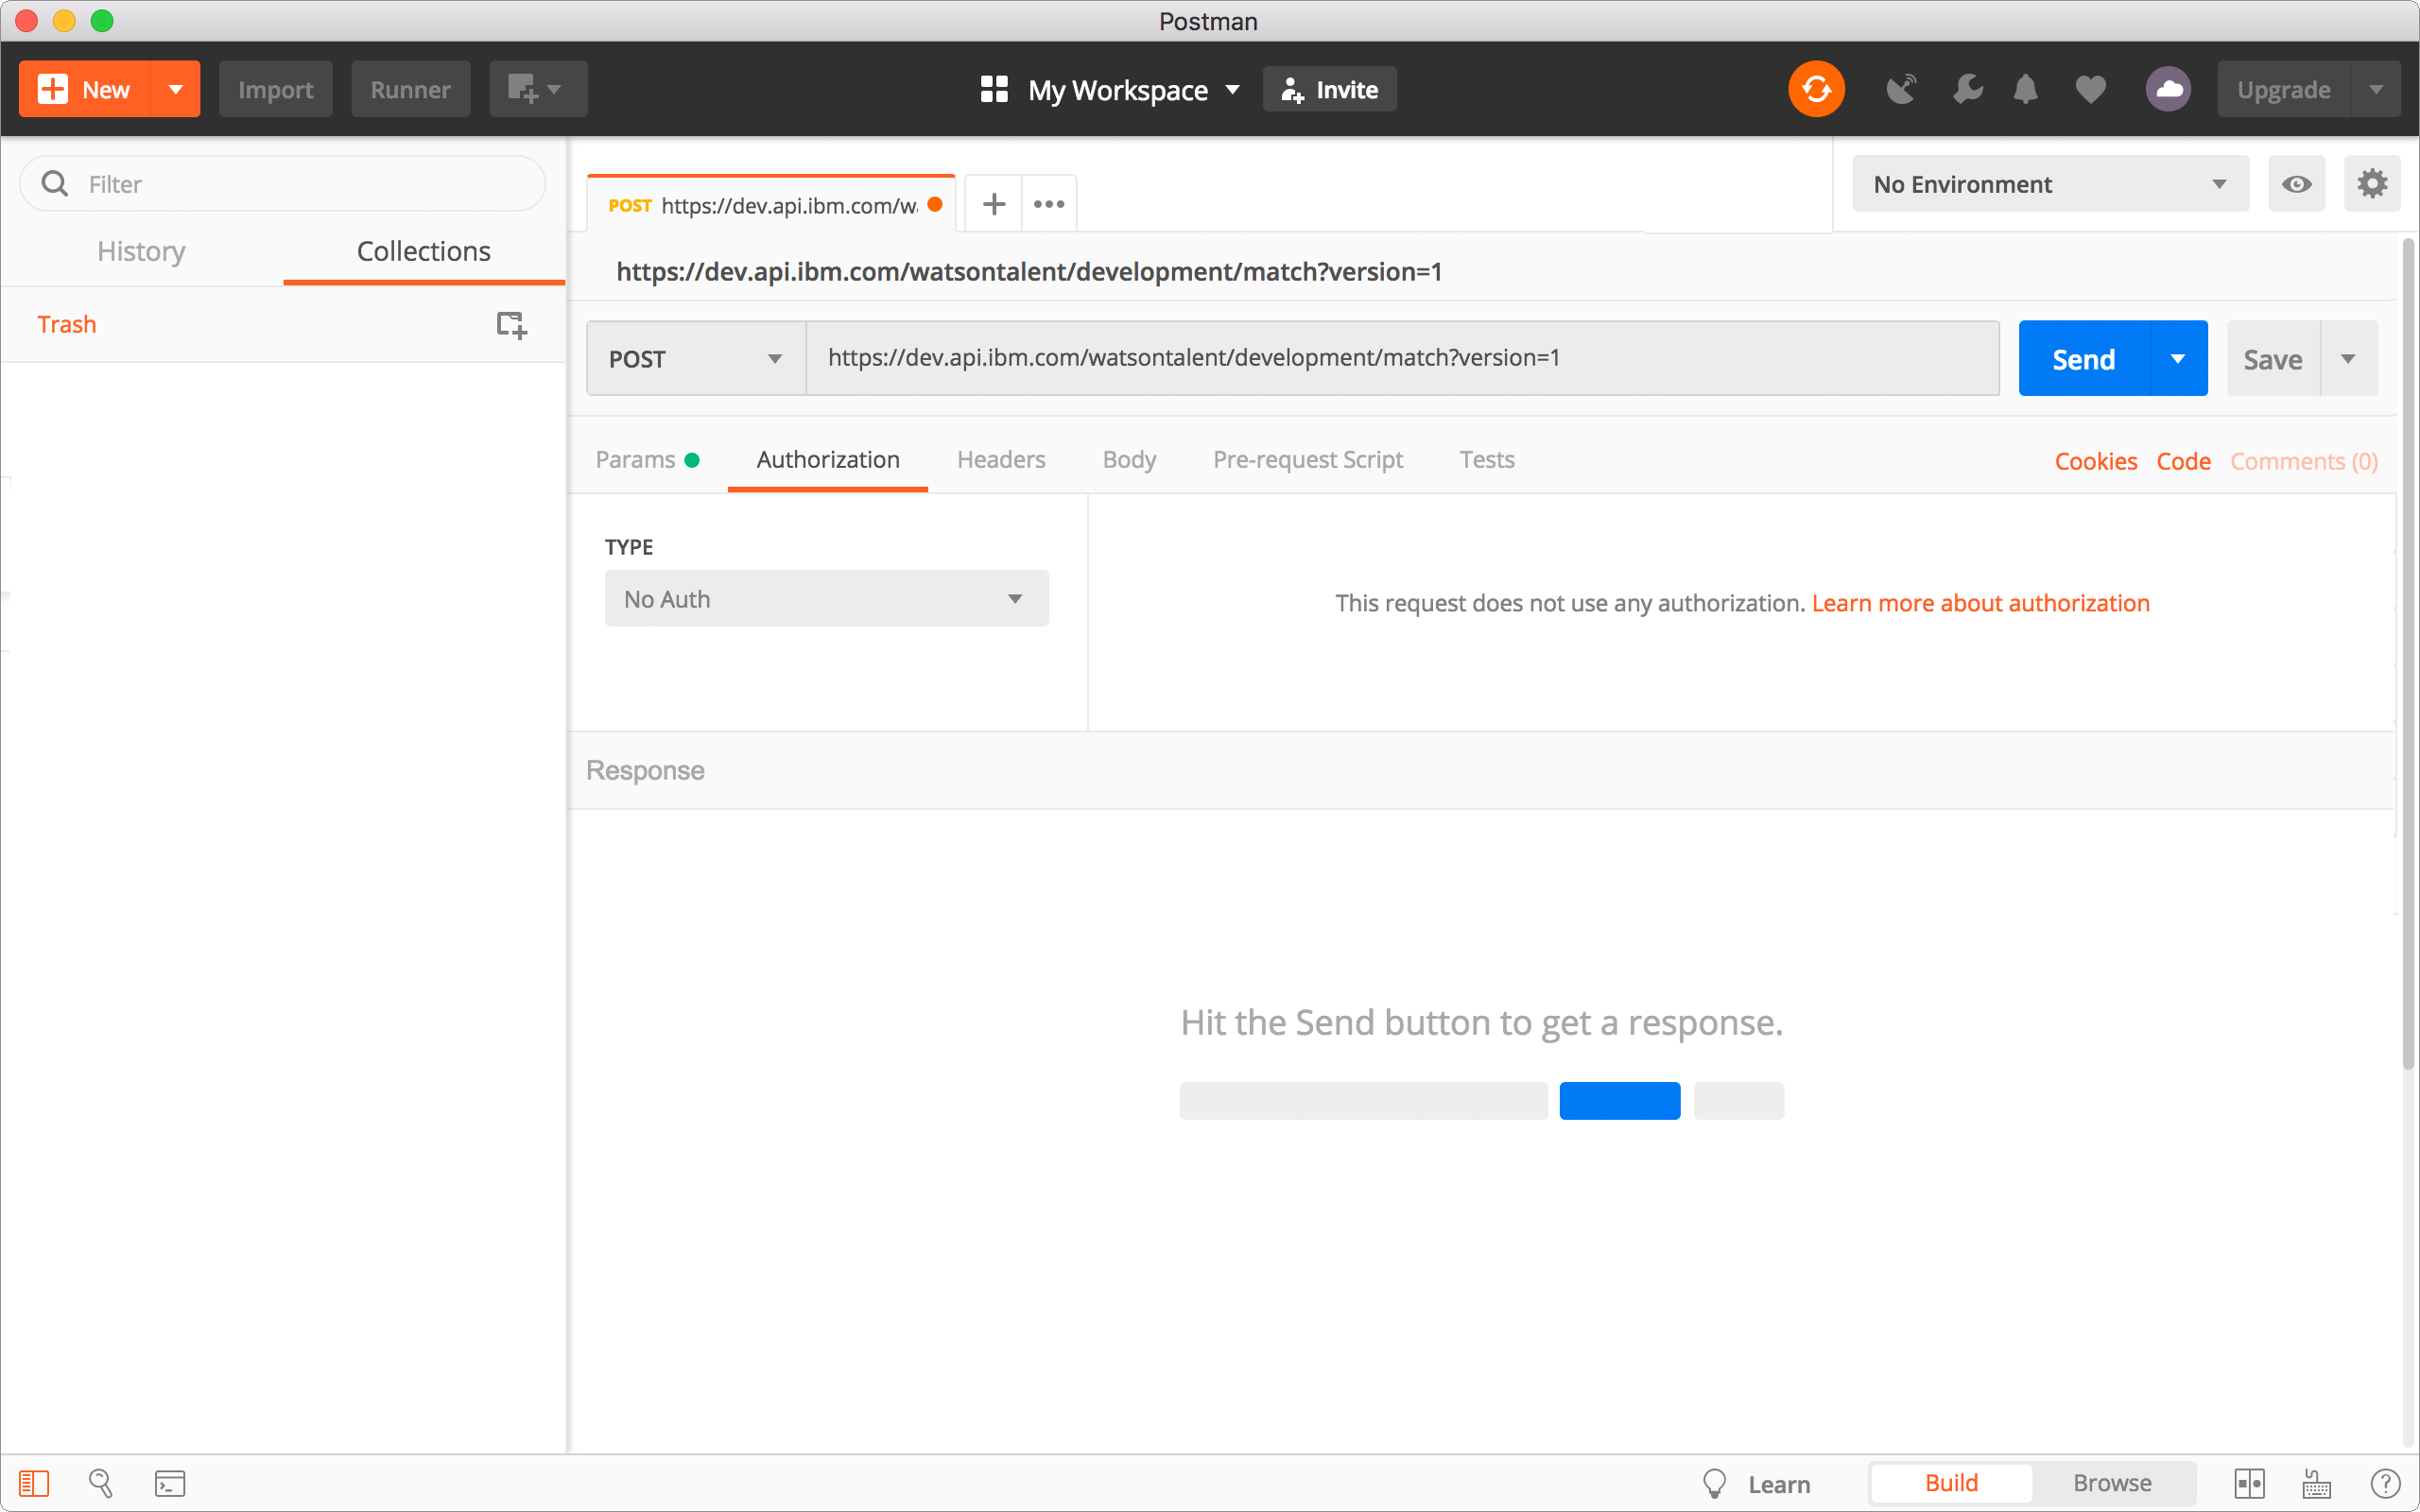 Postman
New
Import
Runner
My Workspace
Invite
Upgrade
Filter
History
Collections
Trash
POST https://dev.api.ibm.com/w
No Environment
https://dev.api.ibm.com/watsontalent/development/match?version=1
POST
https://dev.api.ibm.com/watsontalent/development/match?version=1
Send
Save
Params
Authorization
Headers
Body
Pre-request Script
Tests
Cookies
Code
Comments (0)
TYPE
No Auth
This request does not use any authorization. Learn more about authorization
Response
Hit the Send button to get a response.
Learn
Build
Browse